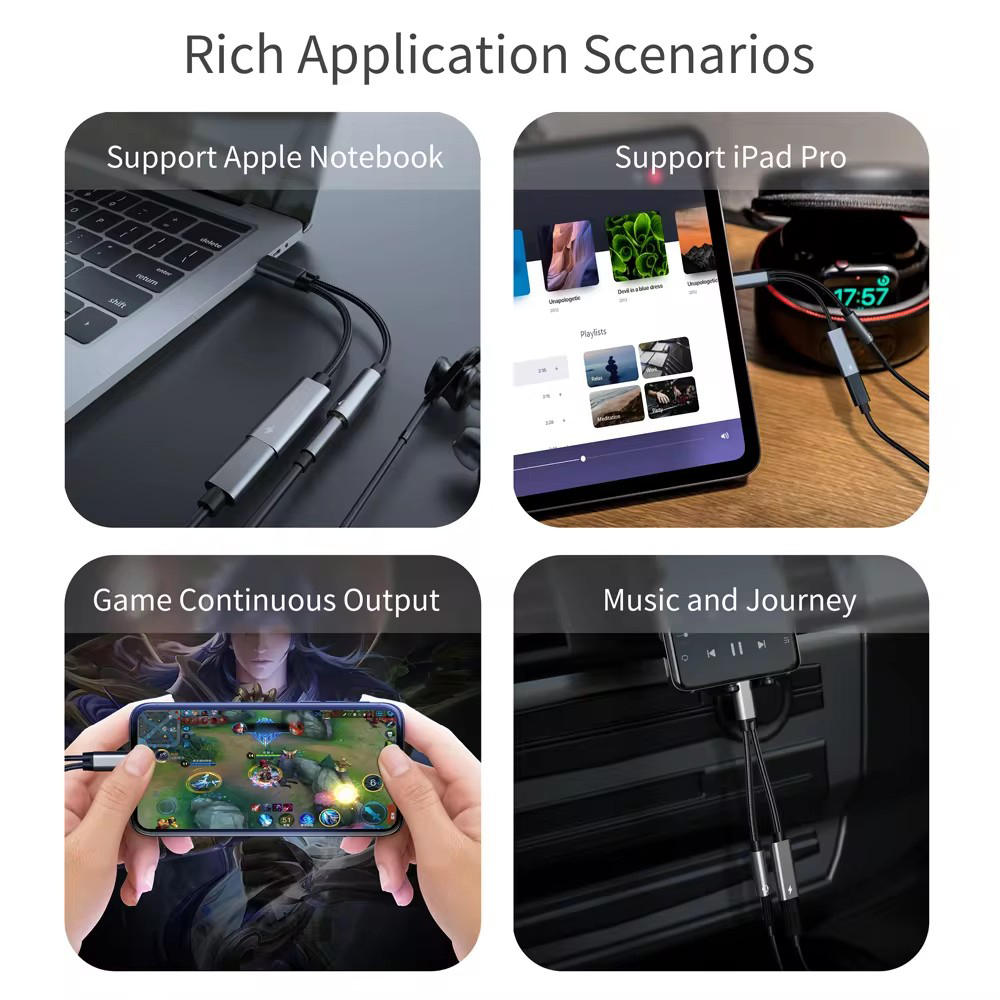 Rich Application Scenarios
Support Apple Notebook
delete
enter
return
shift
Support iPad Pro
Unapologetic
Devil in a blue dress
Unapologetic
Playlists
Relax
Work
Meditation
Party
17:57
Game Continuous Output
Music and Journey